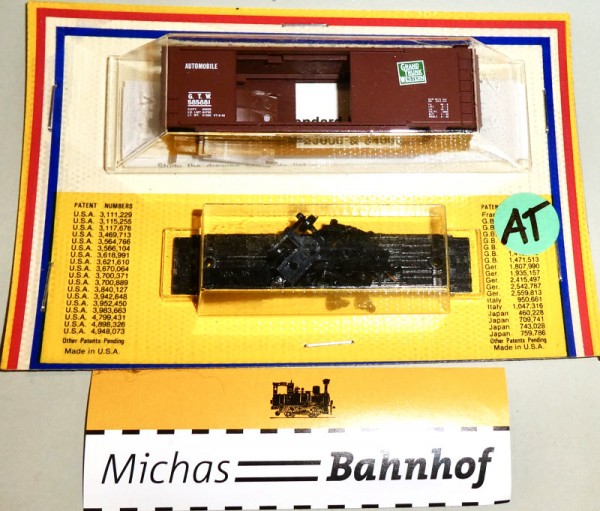 AUTOMOBILE
GRAND
TRUNK
WESTERN
G. T. W.
585881
PATENT NUMBERS
U.S.A. 3,111,229
U.S.A. 3,115,255
U.S.A. 3,117,676
U.S.A. 3,469,713
U.S.A. 3,564,766
U.S.A. 3,566,104
U.S.A. 3,618,991
U.S.A. 3,621,610
U.S.A. 3,670,064
U.S.A. 3,700,371
U.S.A. 3,700,889
U.S.A. 3,840,127
U.S.A. 3,942,648
U.S.A. 3,952,450
U.S.A. 3,983,663
U.S.A. 4,799,431
U.S.A. 4,898,326
U.S.A. 4,948,073
Other Patents Pending
Made in U.S.A.
AT
G.B. 1,471,513
Ger. 1,807,990
Ger. 1,935,157
Ger. 2,415,497
Ger. 2,542,787
Ger. 2,559,813
Italy 950,661
Italy 1,047,316
Japan 460,228
Japan 709,741
Japan 743,028
Japan 759,786
Other Patents Pending
Made in U.S.A.
Michas Bahnhof